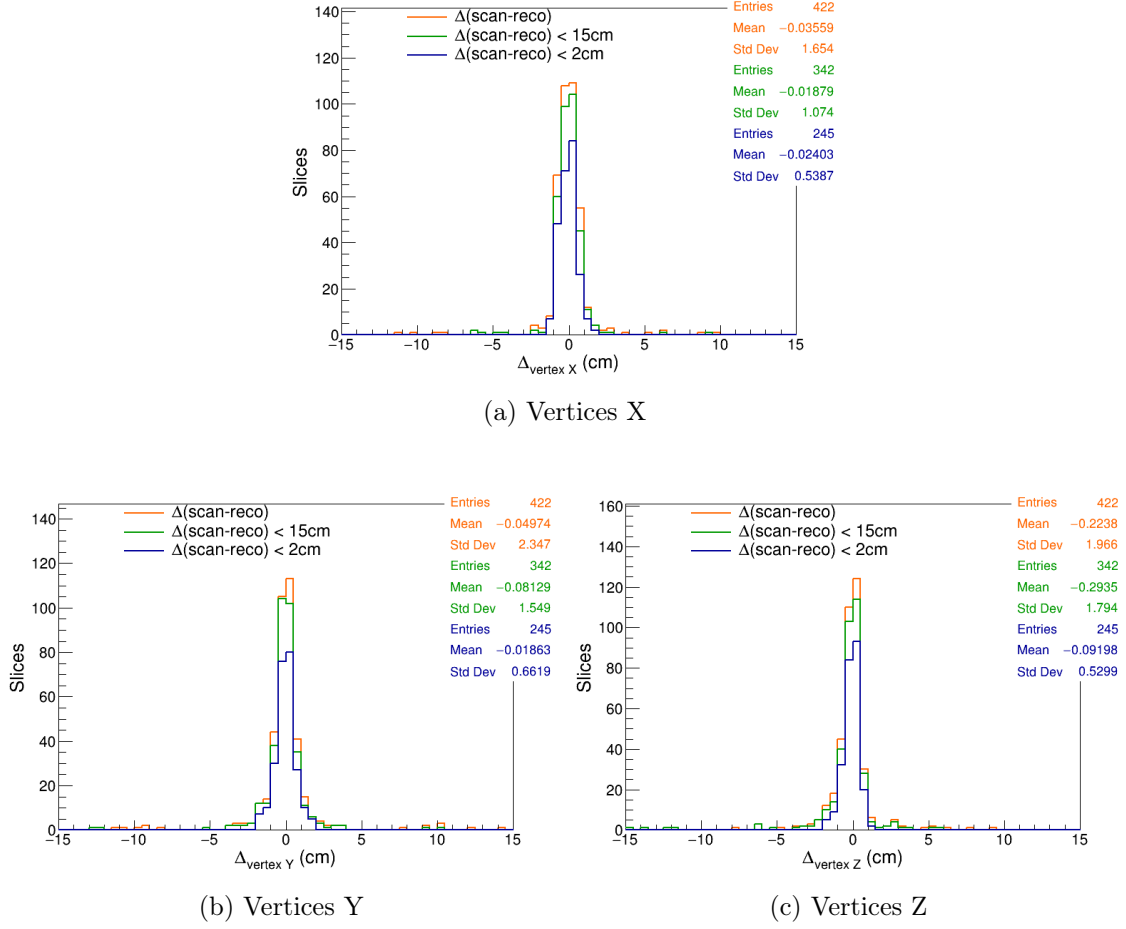 Δ(scan-reco)
Δ(scan-reco) < 15cm
Δ(scan-reco) < 2cm
Entries 422
Mean −0.03559
Std Dev 1.654
Entries 342
Mean −0.01879
Std Dev 1.074
Entries 245
Mean −0.02403
Std Dev 0.5387
Slices
140
120
100
80
60
40
20
0
−15 −10 −5 0 5 10 15
Δvertex X (cm)
(a) Vertices X
Δ(scan-reco)
Δ(scan-reco) < 15cm
Δ(scan-reco) < 2cm
Entries 422
Mean −0.04974
Std Dev 2.347
Entries 342
Mean −0.08129
Std Dev 1.549
Entries 245
Mean −0.01863
Std Dev 0.6619
Slices
140
120
100
80
60
40
20
0
−15 −10 −5 0 5 10 15
Δvertex Y (cm)
(b) Vertices Y
Δ(scan-reco)
Δ(scan-reco) < 15cm
Δ(scan-reco) < 2cm
Entries 422
Mean −0.2238
Std Dev 1.966
Entries 342
Mean −0.2935
Std Dev 1.794
Entries 245
Mean −0.09198
Std Dev 0.5299
Slices
160
140
120
100
80
60
40
20
0
−15 −10 −5 0 5 10 15
Δvertex Z (cm)
(c) Vertices Z